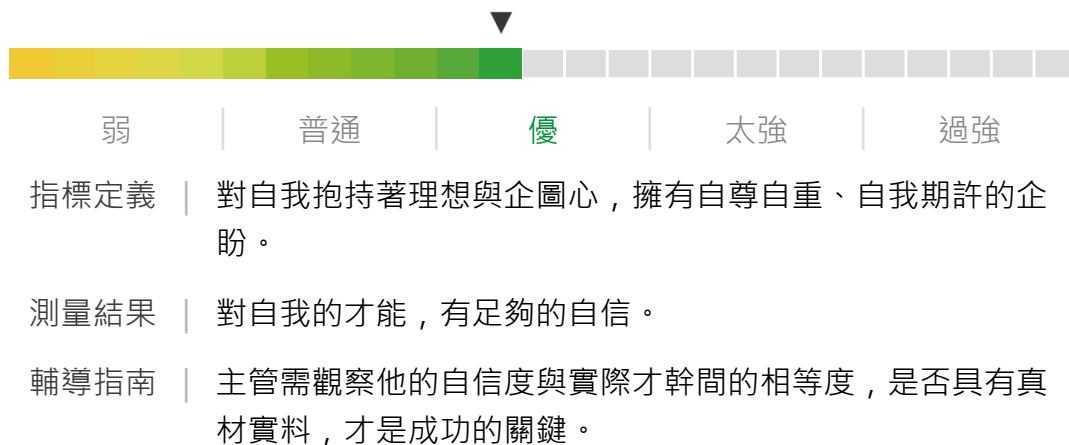 弱 普通 優 太強 過強
指標定義 | 對自我抱持著理想與企圖心，擁有自尊自重、自我期許的企
盼。
測量結果 | 對自我的才能，有足夠的自信。
輔導指南 | 主管需觀察他的自信度與實際才幹間的相等度，是否具有真
材實料，才是成功的關鍵。